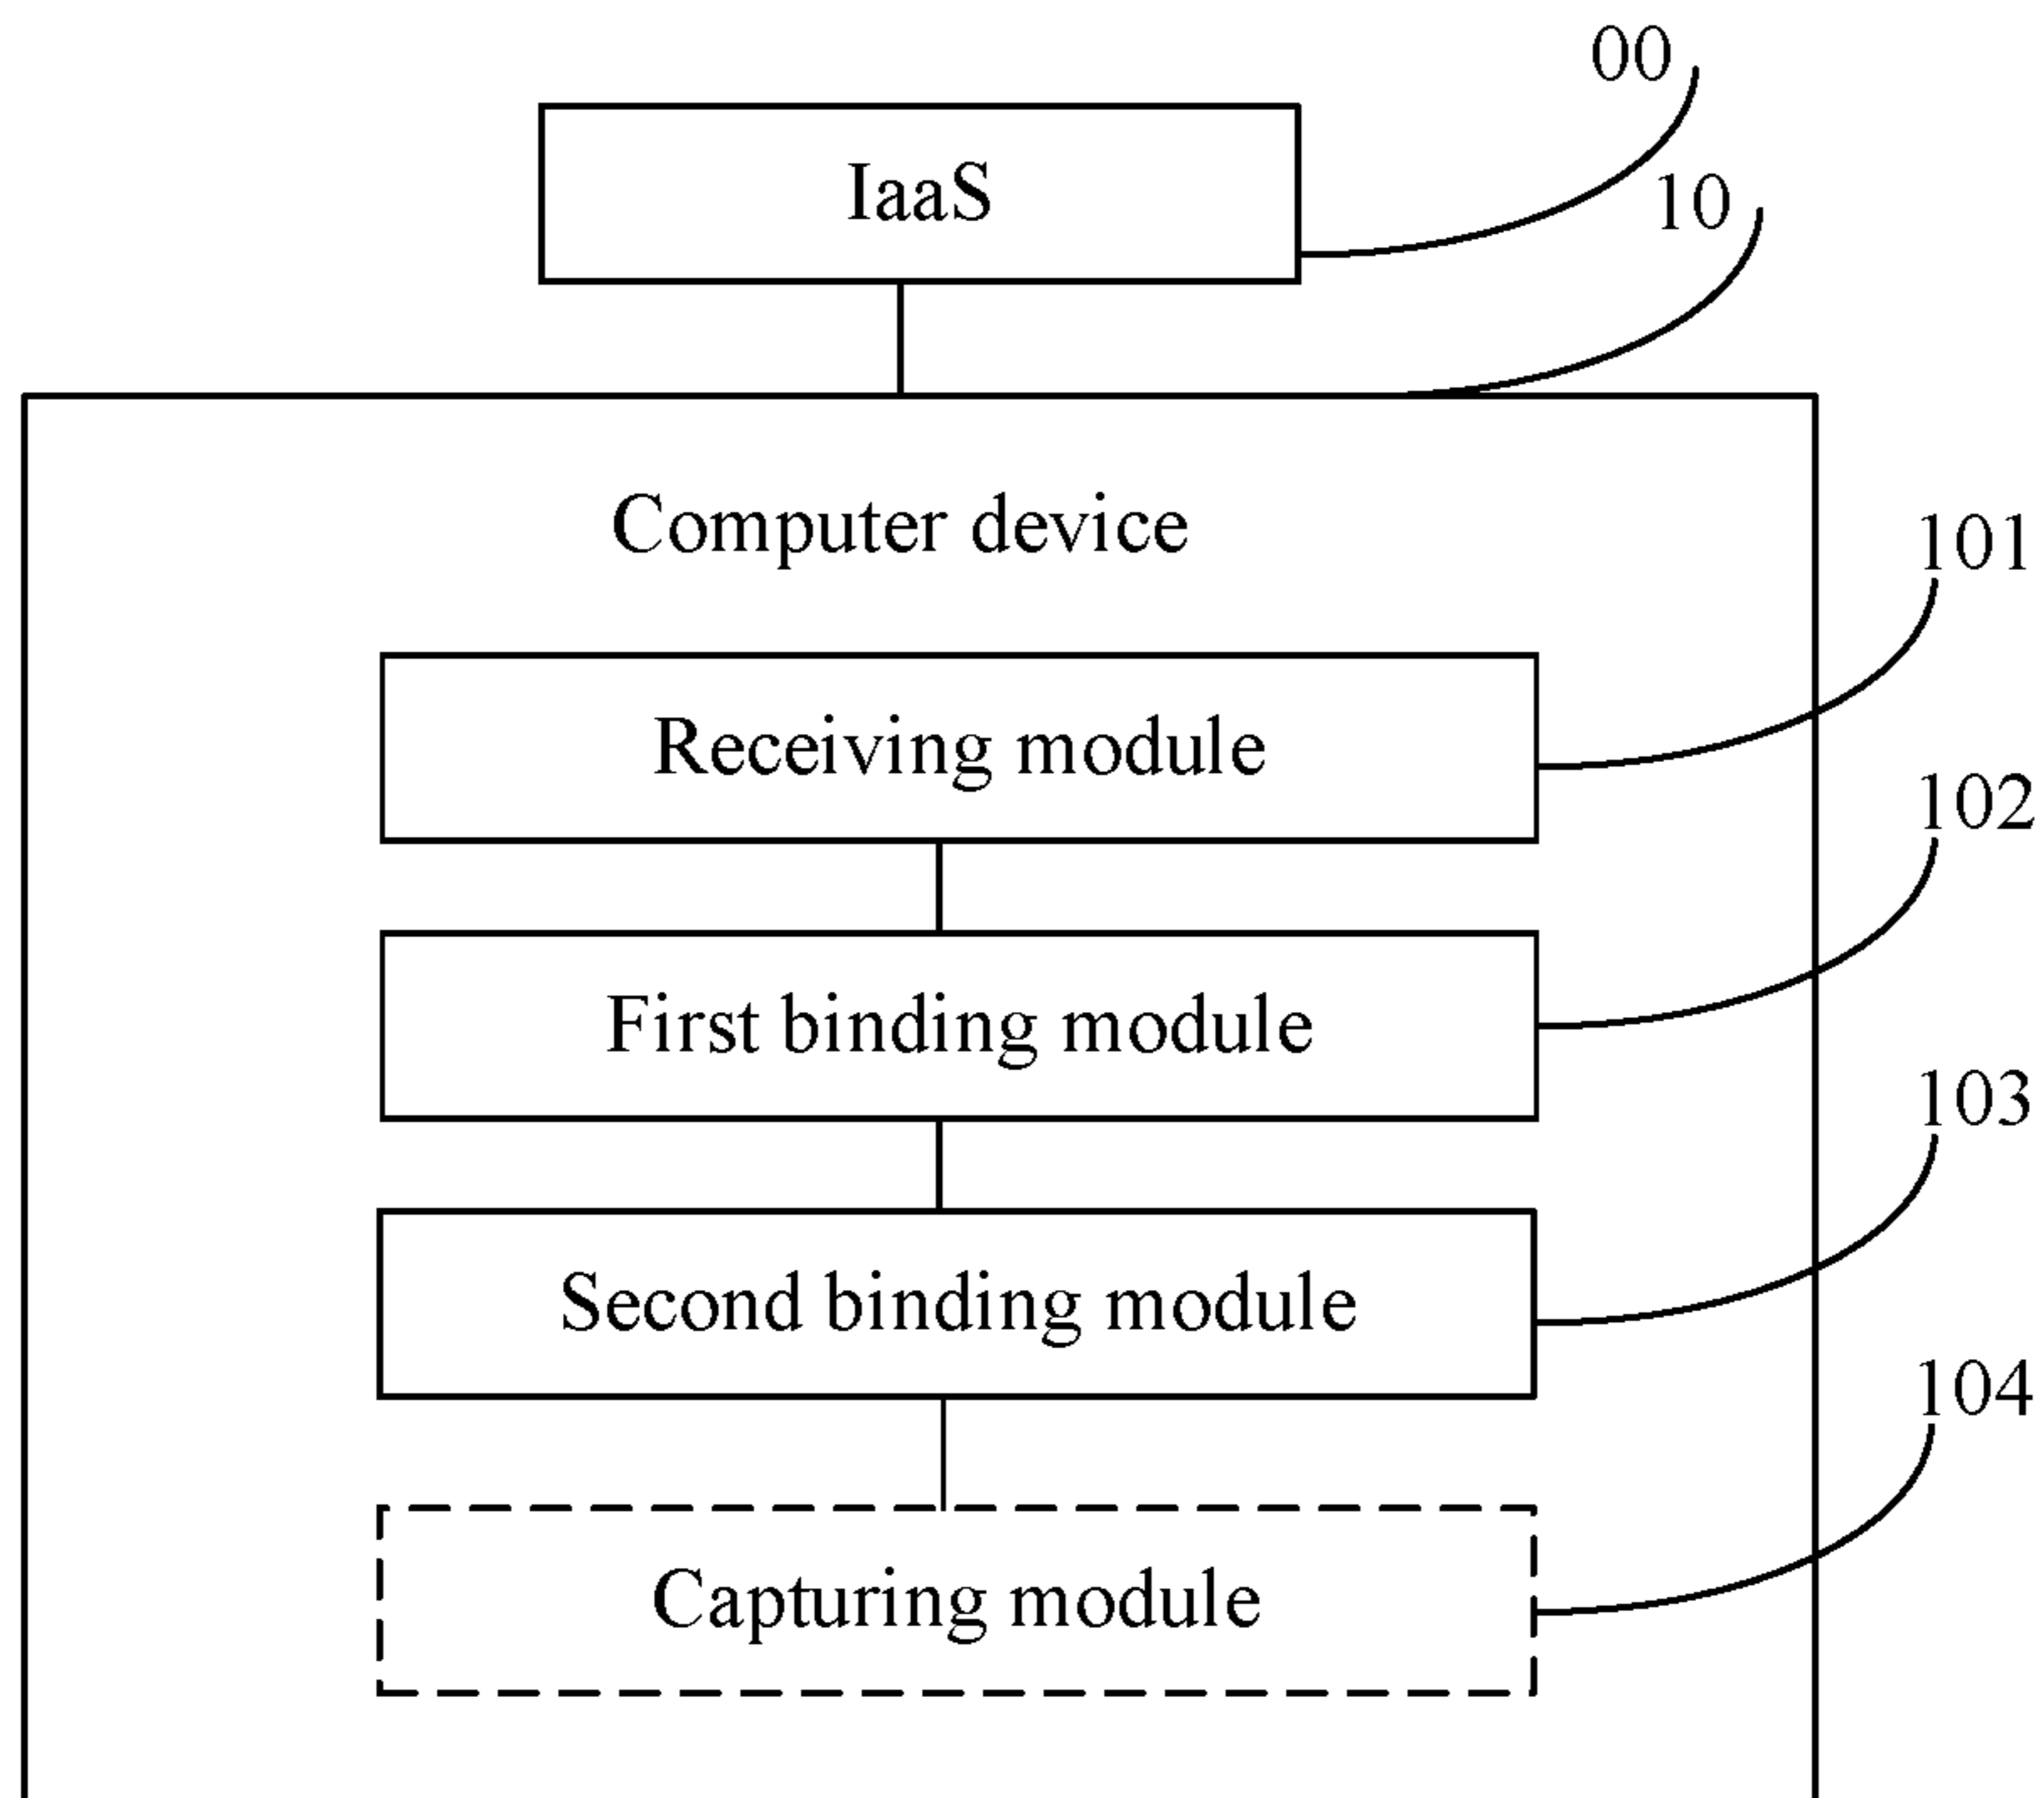 00
IaaS
10
Computer device
101
Receiving module
102
First binding module
103
Second binding module
104
Capturing module